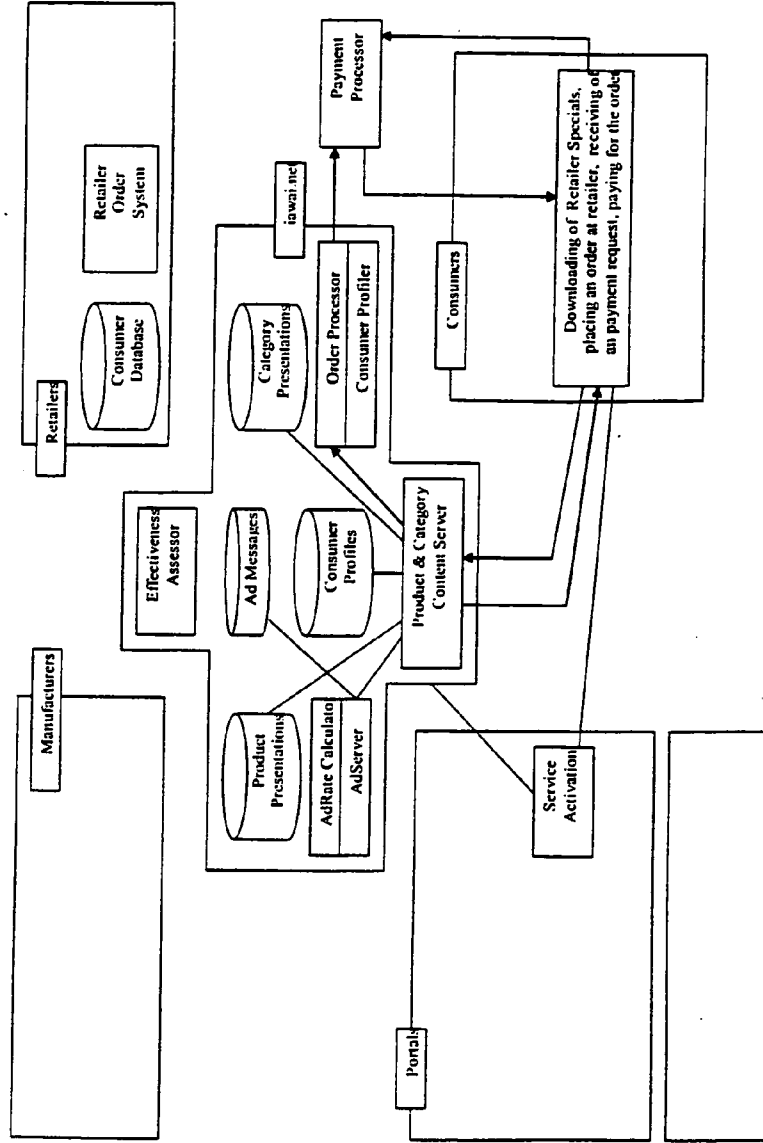 Manufacturers
Retailers
Consumer
Database
Retailer
Order
System
Effectiveness
Assessor
Product
Presentations
Ad Messages
Category
Presentations
iawai.net
AdRate Calculato
AdServer
Consumer
Profiles
Order Processor
Consumer Profiler
Payment
Processor
Product & Category
Content Server
Portals
Service
Activation
Consumers
Downloading of Retailer Specials,
placing an order at retailer, receiving of
an payment request, paying for the order